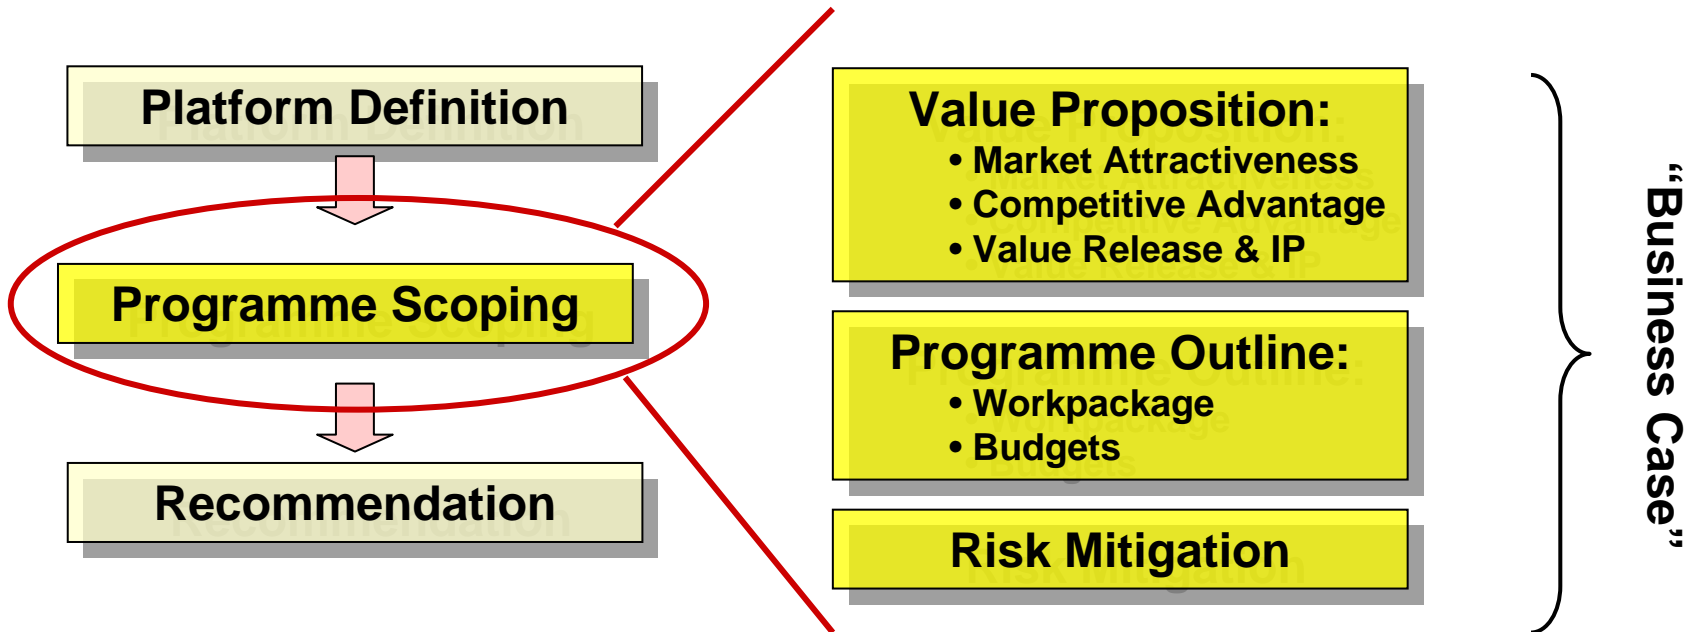 Platform Definition
Programme Scoping
Recommendation
Value Proposition:
• Market Attractiveness
• Competitive Advantage
• Value Release & IP
Programme Outline:
• Workpackage
• Budgets
Risk Mitigation
“Business Case”